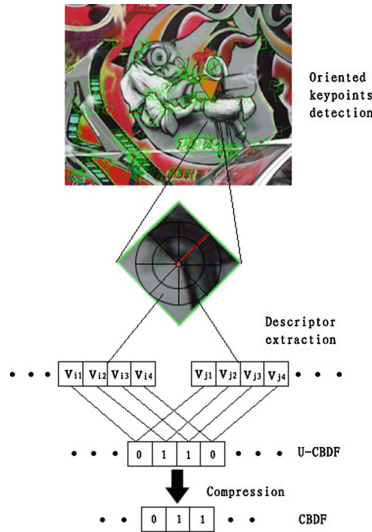 Oriented
keypoints
detection
Descriptor
extraction
• • • Vi1 Vi2 Vi3 Vi4 Vj1 Vj2 Vj3 Vj4 • • •
• • • 0 1 1 0 • • • U-CBDF
Compression
• • 0 1 1 • • CBDF